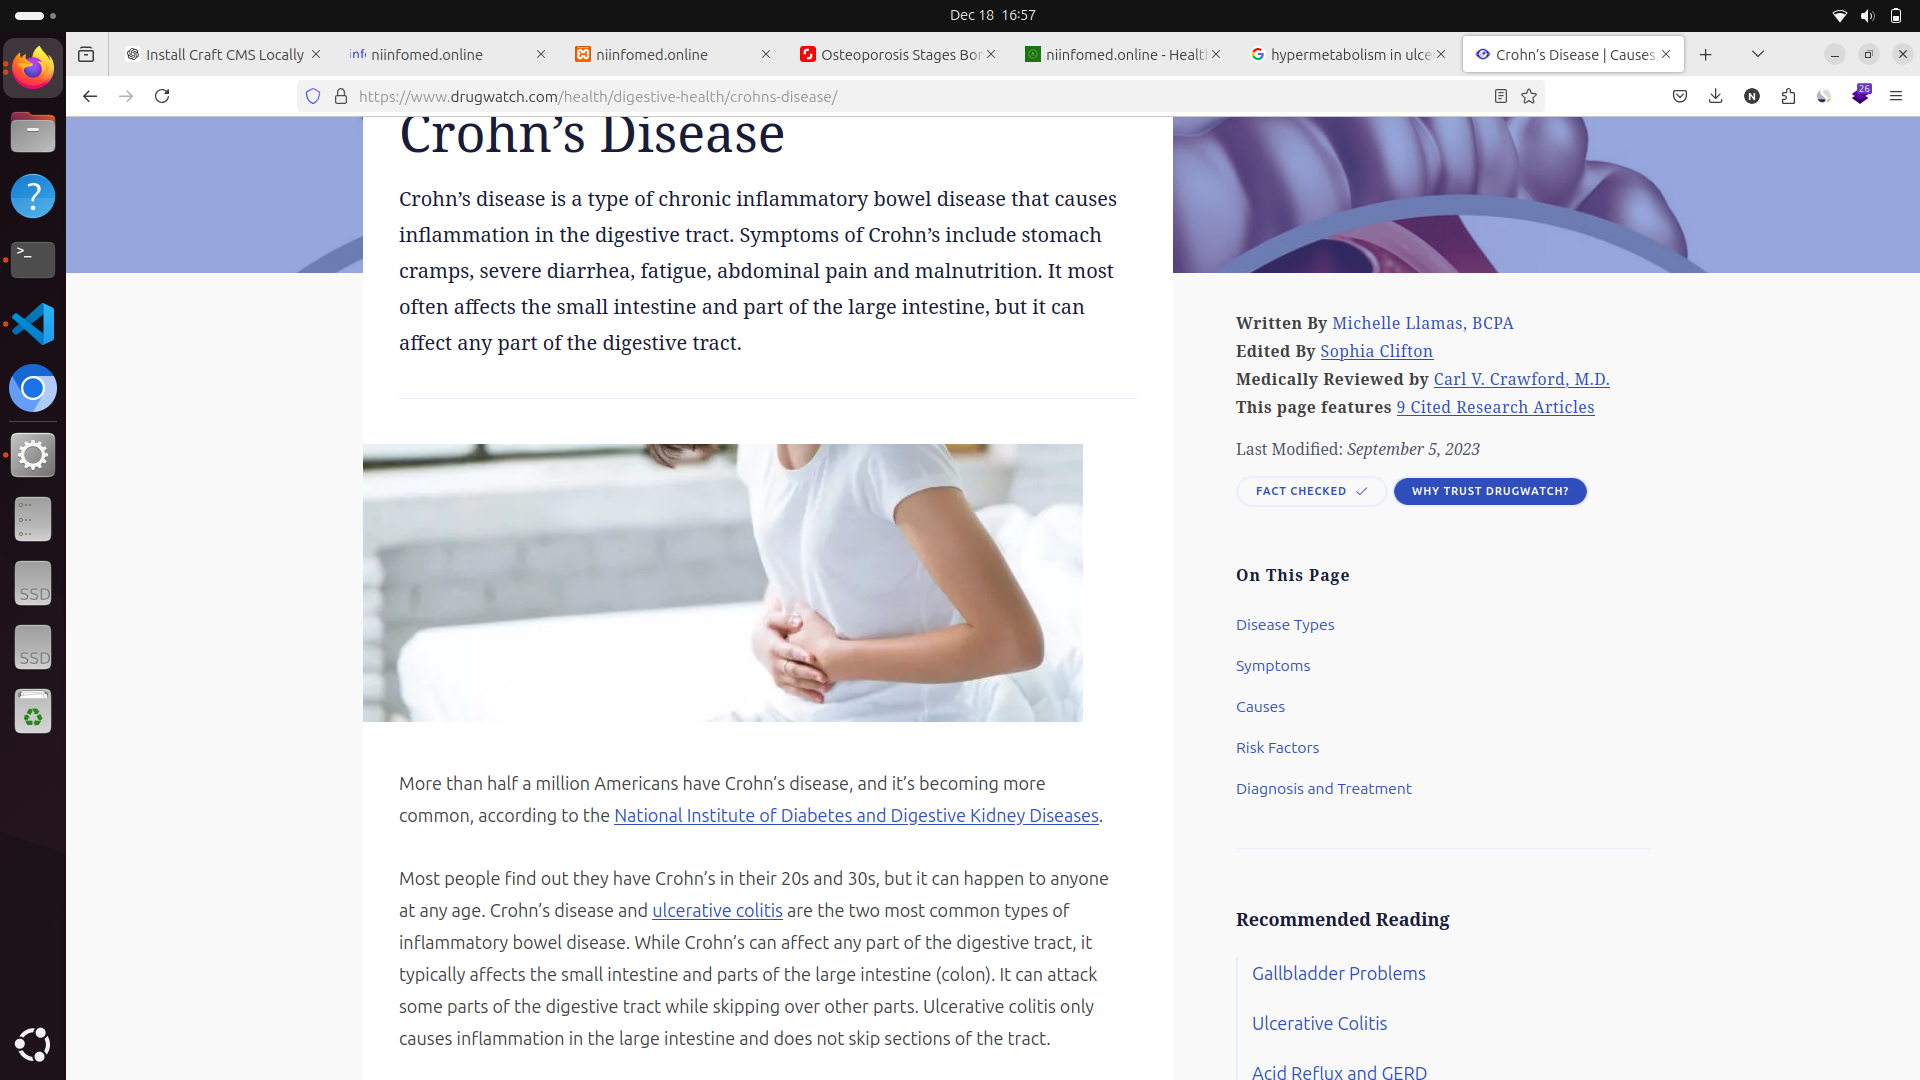 Dec 18 16:57
Install Craft CMS Locally
niinfomed.online
niinfomed.online
Osteoporosis Stages Bor
niinfomed.online - Healt
hypermetabolism in ulce
Crohn’s Disease | Causes
https://www.drugwatch.com/health/digestive-health/crohns-disease/
26
Crohn’s Disease
Crohn’s disease is a type of chronic inflammatory bowel disease that causes
inflammation in the digestive tract. Symptoms of Crohn’s include stomach
cramps, severe diarrhea, fatigue, abdominal pain and malnutrition. It most
often affects the small intestine and part of the large intestine, but it can
affect any part of the digestive tract.
More than half a million Americans have Crohn’s disease, and it’s becoming more
common, according to the National Institute of Diabetes and Digestive Kidney Diseases.
Most people find out they have Crohn’s in their 20s and 30s, but it can happen to anyone
at any age. Crohn’s disease and ulcerative colitis are the two most common types of
inflammatory bowel disease. While Crohn’s can affect any part of the digestive tract, it
typically affects the small intestine and parts of the large intestine (colon). It can attack
some parts of the digestive tract while skipping over other parts. Ulcerative colitis only
causes inflammation in the large intestine and does not skip sections of the tract.
Written By Michelle Llamas, BCPA
Edited By Sophia Clifton
Medically Reviewed by Carl V. Crawford, M.D.
This page features 9 Cited Research Articles
Last Modified: September 5, 2023
FACT CHECKED
WHY TRUST DRUGWATCH?
On This Page
Disease Types
Symptoms
Causes
Risk Factors
Diagnosis and Treatment
Recommended Reading
Gallbladder Problems
Ulcerative Colitis
Acid Reflux and GERD
SSD
SSD